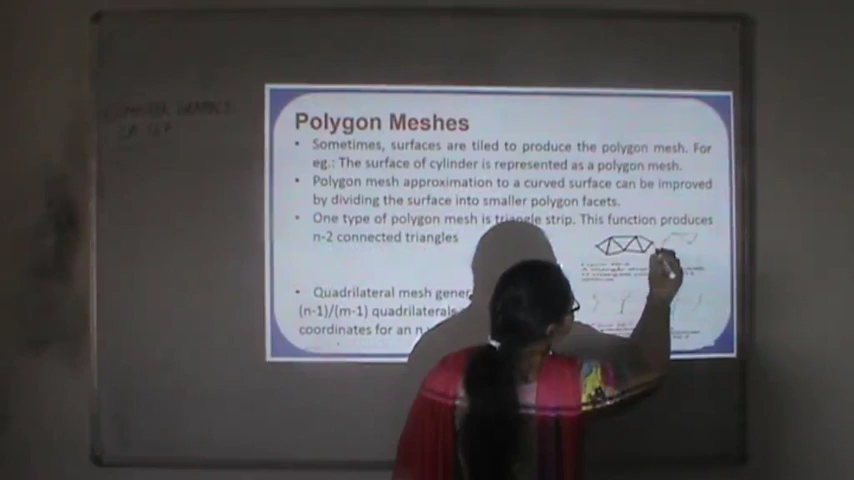 Polygon Meshes
• Sometimes, surfaces are tiled to produce the polygon mesh. For
eg.: The surface of cylinder is represented as a polygon mesh.
• Polygon mesh approximation to a curved surface can be improved
by dividing the surface into smaller polygon facets.
• One type of polygon mesh is triangle strip. This function produces
n-2 connected triangles
• Quadrilateral mesh gener
(n-1)/(m-1) quadrilaterals
coordinates for an n